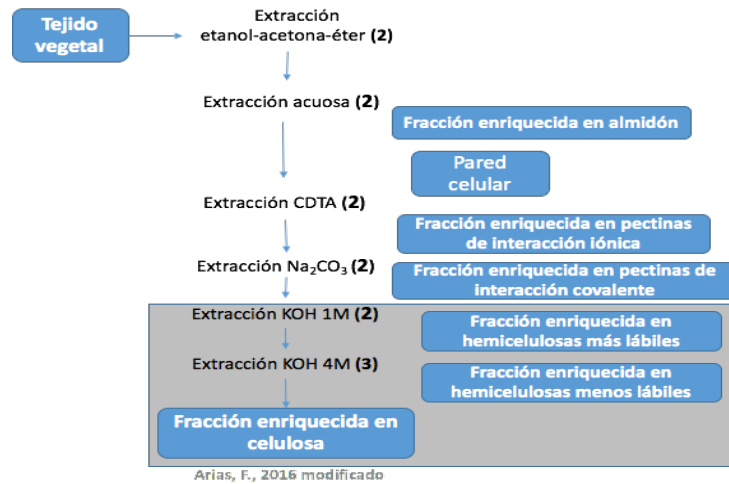 Tejido
vegetal
Extracción
etanol-acetona-éter (2)
Extracción acuosa (2)
Fracción enriquecida en almidón
Pared
celular
Extracción CDTA (2)
Fracción enriquecida en pectinas
de interacción iónica
Extracción Na₂CO₃ (2)
Fracción enriquecida en pectinas de
interacción covalente
Extracción KOH 1M (2)
Fracción enriquecida en
hemicelulosas más lábiles
Extracción KOH 4M (3)
Fracción enriquecida en
hemicelulosas menos lábiles
Fracción enriquecida en
celulosa
Arias, F., 2016 modificado